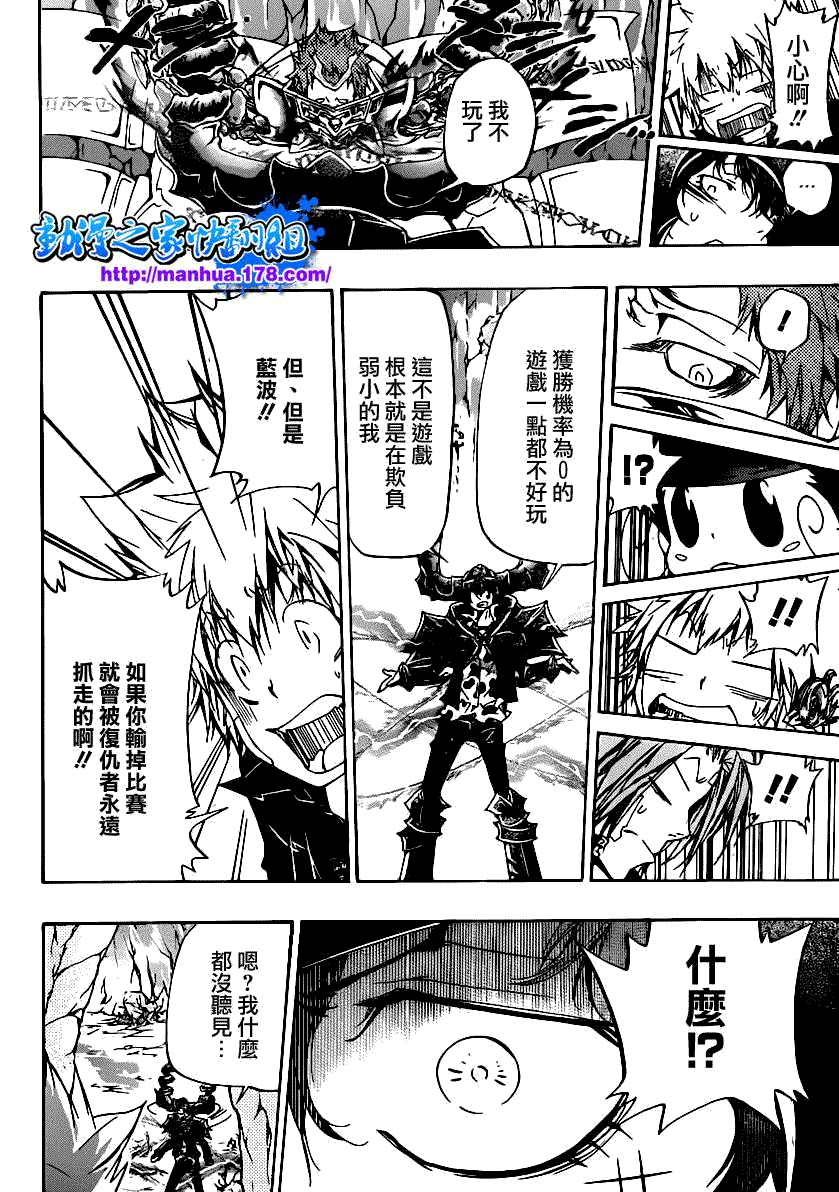 小心啊!!
…
我不
玩了
動漫之家快翻組
http://manhua.178.com/
!
!?
!!
!!
獲勝機率為0的
遊戲一點都不好玩
這不是遊戲
根本就是在欺負
弱小的我
但、但是
藍波!!
如果你輸掉比賽
就會被復仇者永遠
抓走的啊!!
什麼!?
嗯?我什麼
都沒聽見…